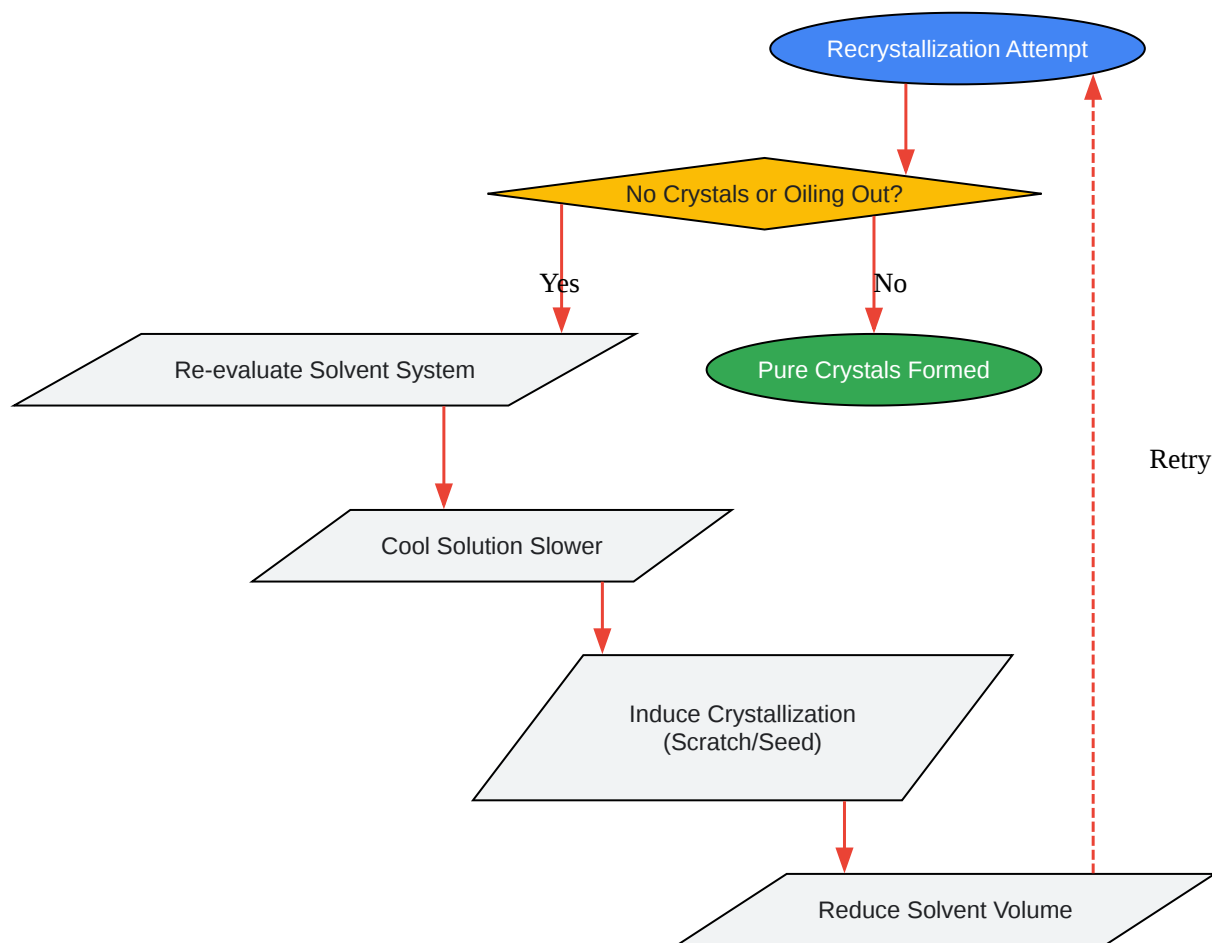 Recrystallization Attempt
No Crystals or Oiling Out?
Yes
No
Re-evaluate Solvent System
Pure Crystals Formed
Retry
Cool Solution Slower
Induce Crystallization
(Scratch/Seed)
Reduce Solvent Volume